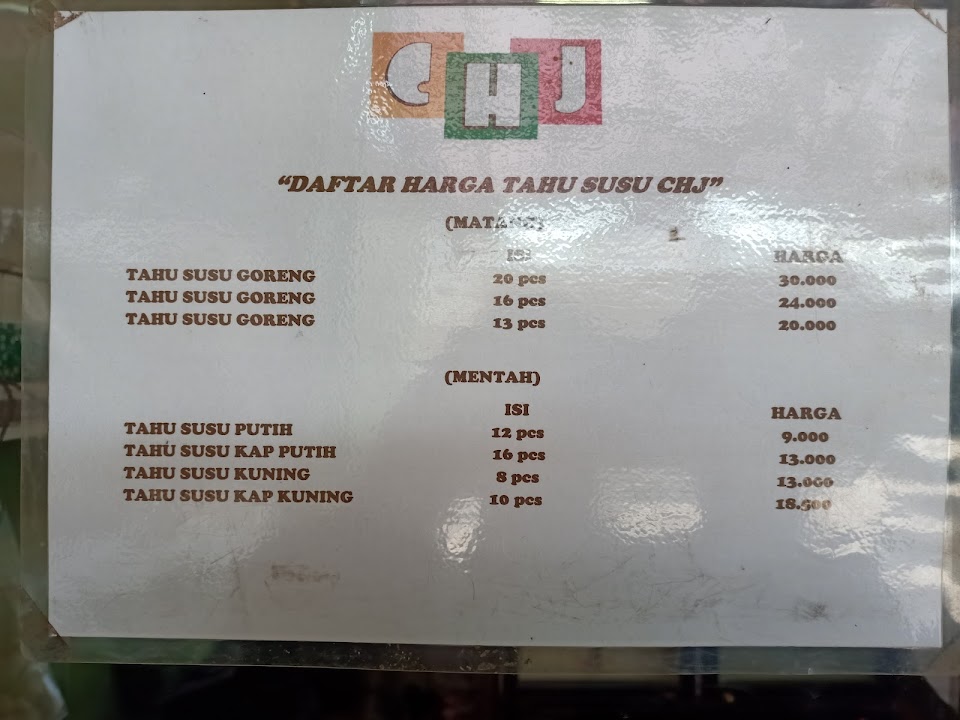 CHJ
"DAFTAR HARGA TAHU SUSU CHJ"
(MATANG)
ISI HARGA
TAHU SUSU GORENG 20 pcs 30.000
TAHU SUSU GORENG 16 pcs 24.000
TAHU SUSU GORENG 13 pcs 20.000
(MENTAH)
ISI HARGA
TAHU SUSU PUTIH 12 pcs 9.000
TAHU SUSU KAP PUTIH 16 pcs 13.000
TAHU SUSU KUNING 8 pcs 13.000
TAHU SUSU KAP KUNING 10 pcs 18.500